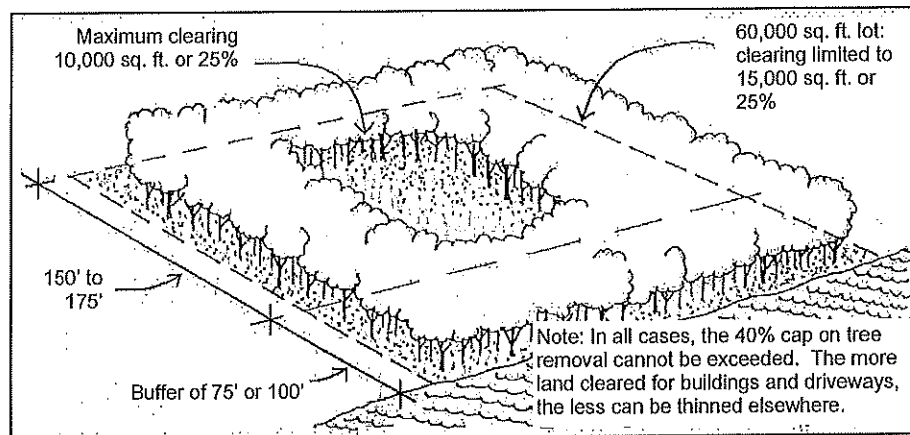 Maximum clearing
10,000 sq. ft. or 25%
60,000 sq. ft. lot:
clearing limited to
15,000 sq. ft. or
25%
150' to
175'
Buffer of 75' or 100'
Note: In all cases, the 40% cap on tree
removal cannot be exceeded. The more
land cleared for buildings and driveways,
the less can be thinned elsewhere.